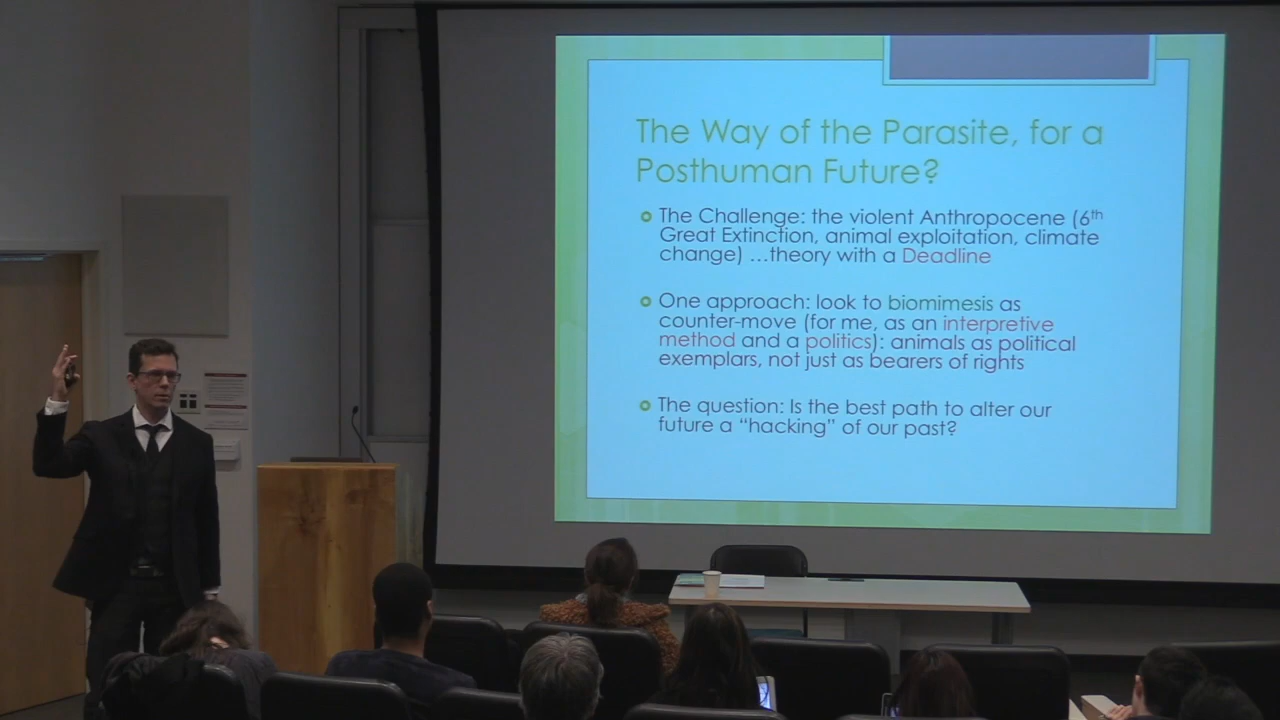 The Way of the Parasite, for a
Posthuman Future?
The Challenge: the violent Anthropocene (6th
Great Extinction, animal exploitation, climate
change) ...theory with a Deadline
One approach: look to biomimesis as
counter-move (for me, as an interpretive
method and a politics): animals as political
exemplars, not just as bearers of rights
The question: Is the best path to alter our
future a “hacking” of our past?